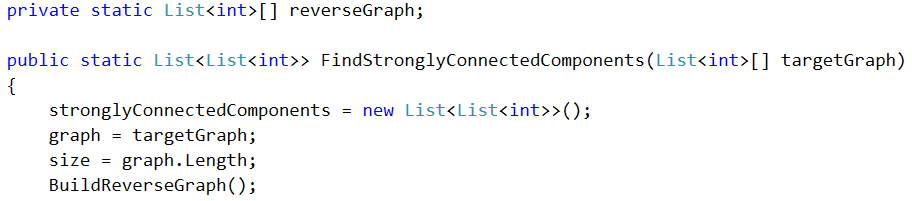 private static List<int>[] reverseGraph;
public static List<List<int>> FindStronglyConnectedComponents(List<int>[] targetGraph)
{
    stronglyConnectedComponents = new List<List<int>>();
    graph = targetGraph;
    size = graph.Length;
    BuildReverseGraph();